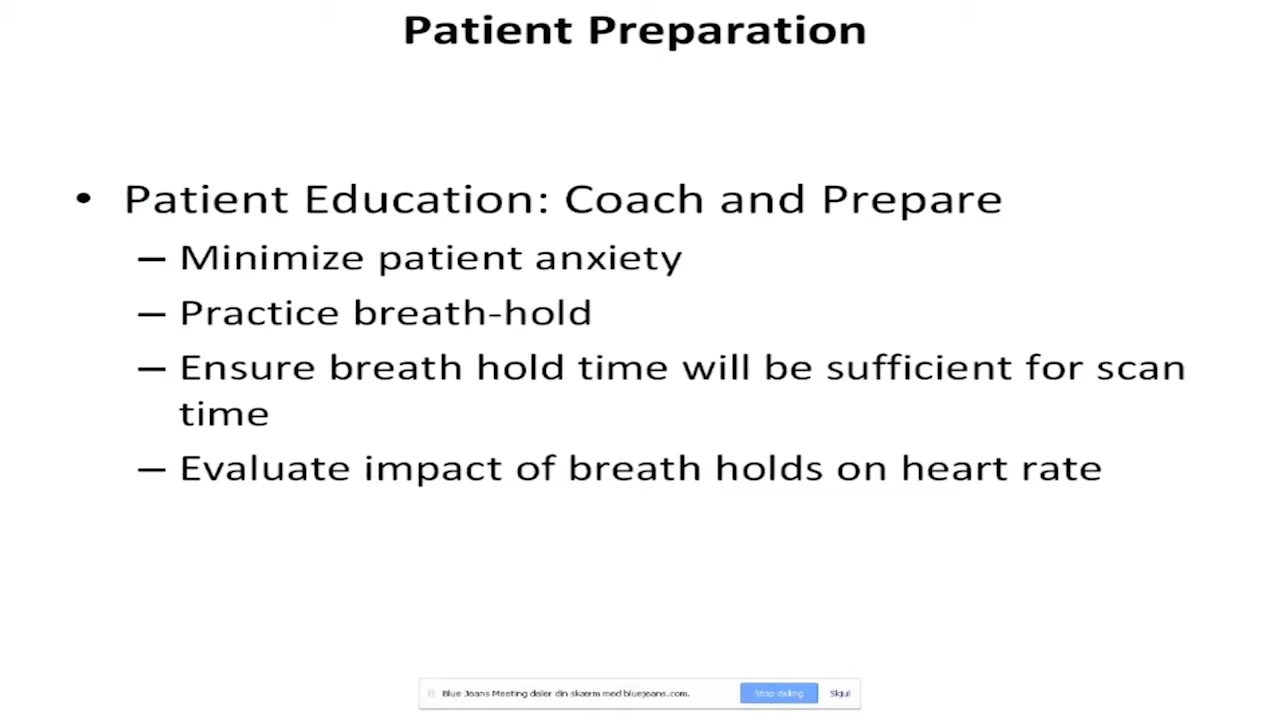 Patient Preparation
• Patient Education: Coach and Prepare
– Minimize patient anxiety
– Practice breath-hold
– Ensure breath hold time will be sufficient for scan
time
– Evaluate impact of breath holds on heart rate
Blue Jeans Meeting deler din skærm med bluejeans.com. Stop deling Skjul